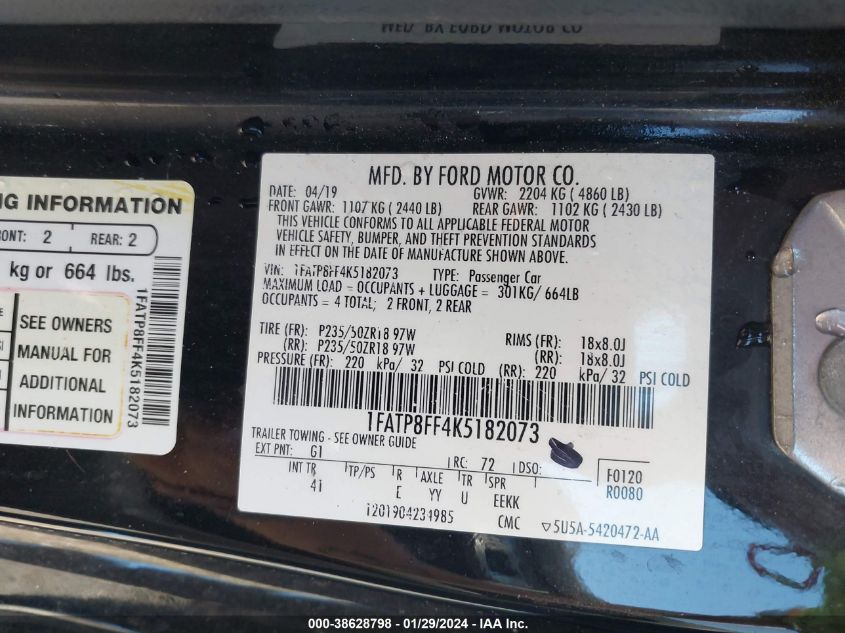 NG INFORMATION
RONT: 2 REAR: 2
kg or 664 lbs.
SEE OWNERS
MANUAL FOR
ADDITIONAL
INFORMATION
1FATP8FF4K5182073
MFD. BY FORD MOTOR CO.
DATE: 04/19 GVWR: 2204 KG ( 4860 LB)
FRONT GAWR: 1107 KG ( 2440 LB) REAR GAWR: 1102 KG ( 2430 LB)
THIS VEHICLE CONFORMS TO ALL APPLICABLE FEDERAL MOTOR
VEHICLE SAFETY, BUMPER, AND THEFT PREVENTION STANDARDS
IN EFFECT ON THE DATE OF MANUFACTURE SHOWN ABOVE.
VIN: 1FATP8FF4K5182073 TYPE: Passenger Car
MAXIMUM LOAD = OCCUPANTS + LUGGAGE = 301KG/ 664LB
OCCUPANTS = 4 TOTAL; 2 FRONT, 2 REAR
TIRE (FR): P235/50ZR18 97W RIMS (FR): 18x8.0J
(RR): P235/50ZR18 97W (RR): 18x8.0J
PRESSURE (FR): 220 kPa/ 32 PSI COLD (RR): 220 kPa/ 32 PSI COLD
1FATP8FF4K5182073
TRAILER TOWING - SEE OWNER GUIDE
EXT PNT: G1 RC: 72 DSO: F0120
INT TR TP/PS R AXLE TR SPR R0080
41 E YY U EEKK
1201904234985 CMC ▽5U5A-5420472-AA
000-38628798 - 01/29/2024 - IAA Inc.